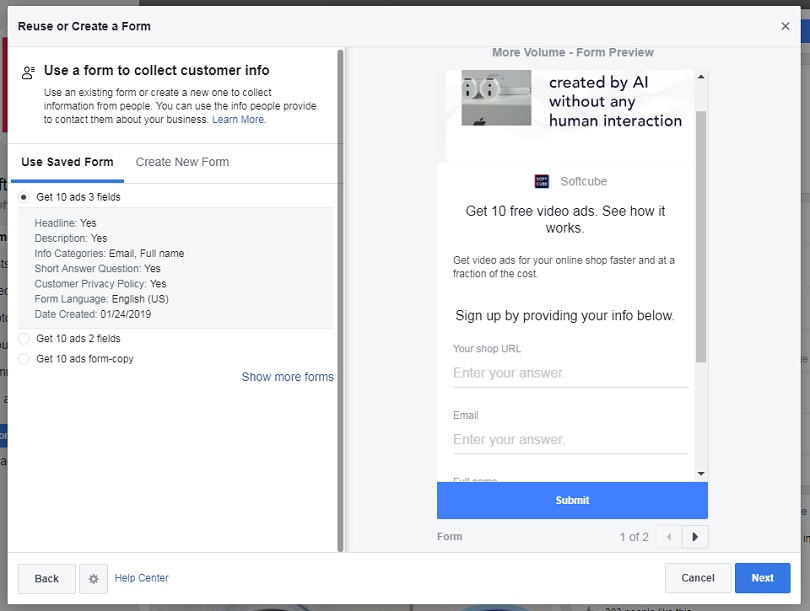 Reuse or Create a Form
Use a form to collect customer info
Use an existing form or create a new one to collect
information from people. You can use the info people provide
to contact them about your business. Learn More.
Use Saved Form
Create New Form
Get 10 ads 3 fields
Headline: Yes
Description: Yes
Info Categories: Email, Full name
Short Answer Question: Yes
Customer Privacy Policy: Yes
Form Language: English (US)
Date Created: 01/24/2019
Get 10 ads 2 fields
Get 10 ads form-copy
Show more forms
More Volume - Form Preview
created by AI
without any
human interaction
SOFT
CUBE
Softcube
Get 10 free video ads. See how it
works.
Get video ads for your online shop faster and at a
fraction of the cost.
Sign up by providing your info below.
Your shop URL
Enter your answer.
Email
Enter your answer.
Full name
Submit
Form
1 of 2
Back
Help Center
Cancel
Next